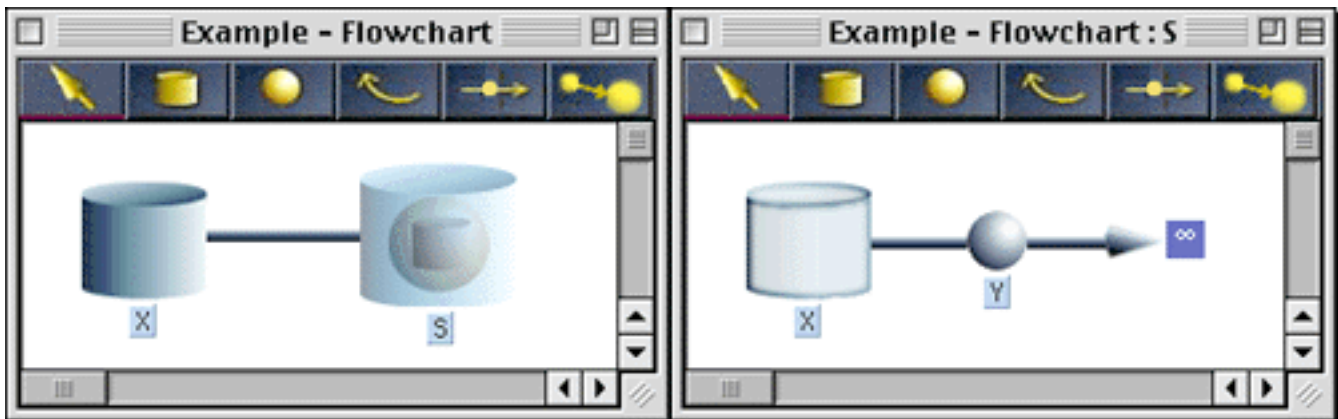 Example - Flowchart
X
S
Example - Flowchart : S
X
Y
∞